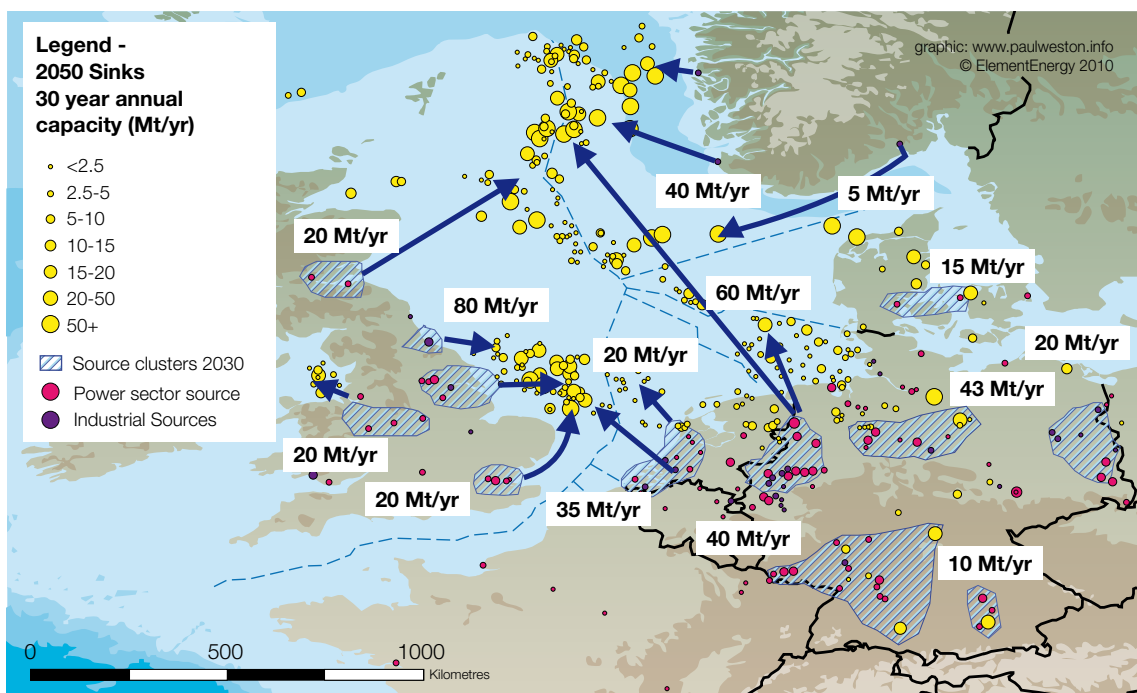 Legend -
2050 Sinks
30 year annual
capacity (Mt/yr)
<2.5
2.5-5
5-10
10-15
15-20
20-50
50+
Source clusters 2030
Power sector source
Industrial Sources
graphic: www.paulweston.info
© ElementEnergy 2010
40 Mt/yr
5 Mt/yr
20 Mt/yr
15 Mt/yr
80 Mt/yr
60 Mt/yr
20 Mt/yr
20 Mt/yr
43 Mt/yr
20 Mt/yr
20 Mt/yr
35 Mt/yr
40 Mt/yr
10 Mt/yr
0 500 1000
Kilometres